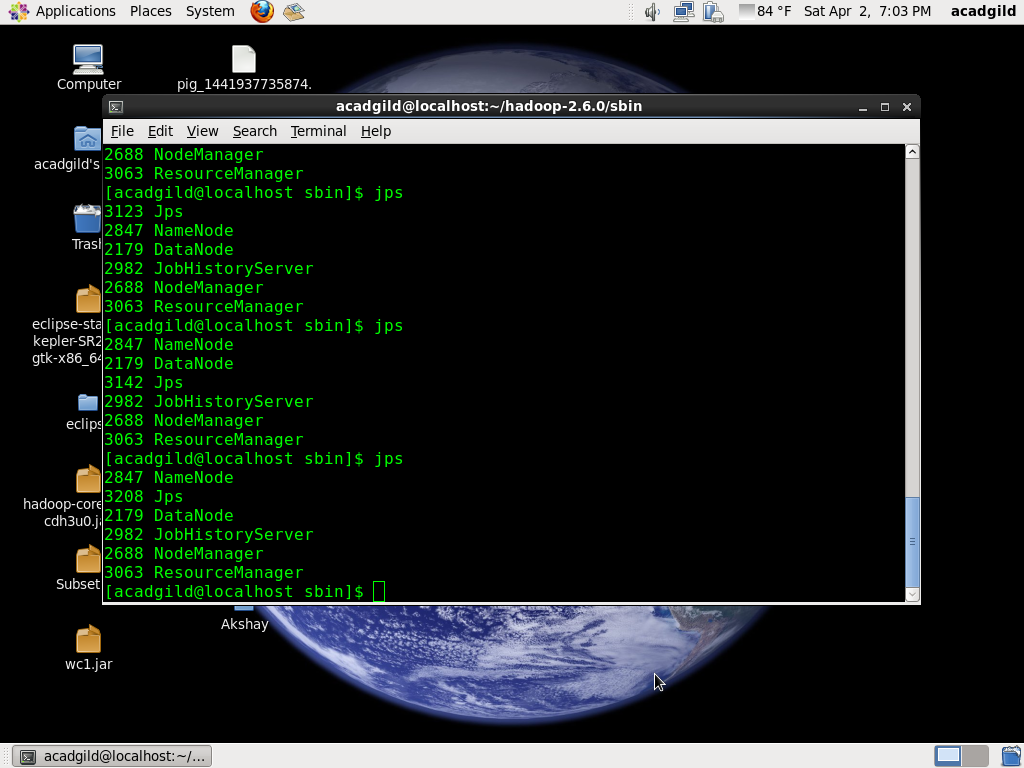 Applications Places System 84 °F Sat Apr 2, 7:03 PM acadgild
Computer
pig_1441937735874.
acadgild@localhost:~/hadoop-2.6.0/sbin
File Edit View Search Terminal Help
acadgild's
Trash
eclipse-sta
kepler-SR2
gtk-x86_64
eclips
hadoop-core
cdh3u0.ja
Subset
2688 NodeManager
3063 ResourceManager
[acadgild@localhost sbin]$ jps
3123 Jps
2847 NameNode
2179 DataNode
2982 JobHistoryServer
2688 NodeManager
3063 ResourceManager
[acadgild@localhost sbin]$ jps
2847 NameNode
2179 DataNode
3142 Jps
2982 JobHistoryServer
2688 NodeManager
3063 ResourceManager
[acadgild@localhost sbin]$ jps
2847 NameNode
3208 Jps
2179 DataNode
2982 JobHistoryServer
2688 NodeManager
3063 ResourceManager
[acadgild@localhost sbin]$
Akshay
wc1.jar
acadgild@localhost:~/...